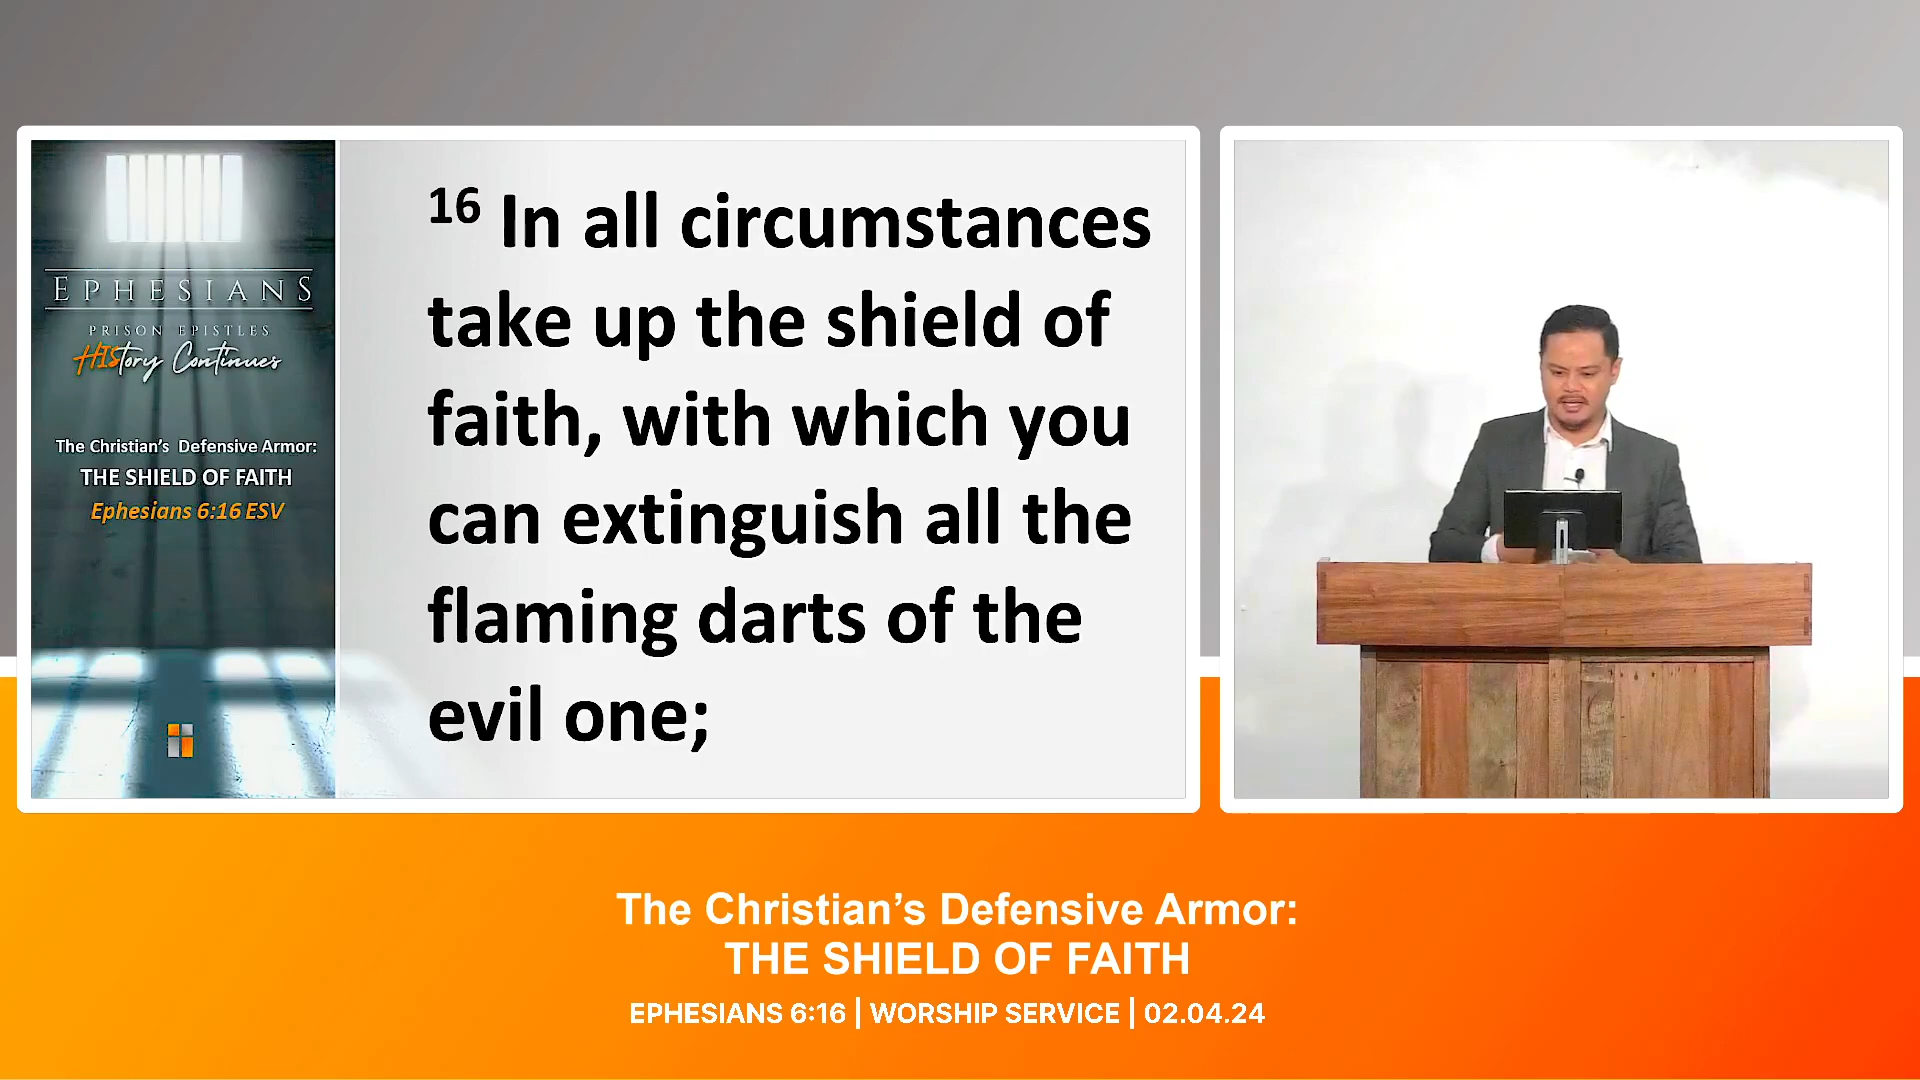 EPHESIANS
PRISON EPISTLES
HIStory Continues
The Christian's Defensive Armor:
THE SHIELD OF FAITH
Ephesians 6:16 ESV
16 In all circumstances
take up the shield of
faith, with which you
can extinguish all the
flaming darts of the
evil one;
The Christian’s Defensive Armor:
THE SHIELD OF FAITH
EPHESIANS 6:16 | WORSHIP SERVICE | 02.04.24